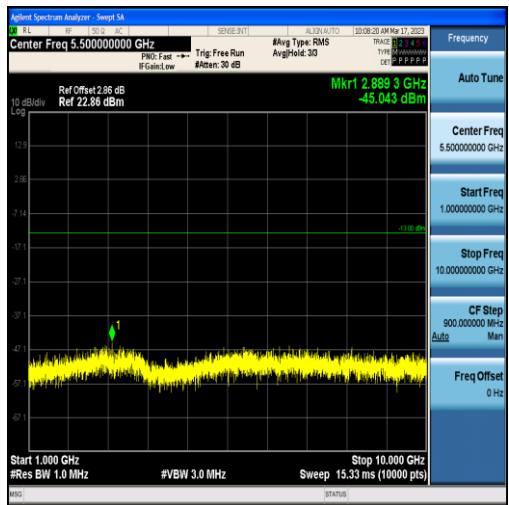 Agilent Spectrum Analyzer - Swept SA
RL RF 50 Ω AC SENSE:INT ALIGN AUTO 10:08:20 AM Mar 17, 2023
Center Freq 5.500000000 GHz
PNO: Fast
IFGain:Low
Trig: Free Run
#Atten: 30 dB
#Avg Type: RMS
Avg|Hold: 3/3
TRACE 1 2 3 4 5 6
TYPE MWWWWW
DET P P P P P P
Frequency
Mkr1 2.889 3 GHz
-45.043 dBm
Ref Offset 2.86 dB
10 dB/div Ref 22.86 dBm
Log
12.9
2.86
-7.14
-13.00 dBm
-17.1
-27.1
-37.1
1
-47.1
-57.1
-67.1
Start 1.000 GHz Stop 10.000 GHz
#Res BW 1.0 MHz #VBW 3.0 MHz Sweep 15.33 ms (10000 pts)
MSG STATUS
Auto Tune
Center Freq
5.500000000 GHz
Start Freq
1.000000000 GHz
Stop Freq
10.000000000 GHz
CF Step
900.000000 MHz
Auto Man
Freq Offset
0 Hz